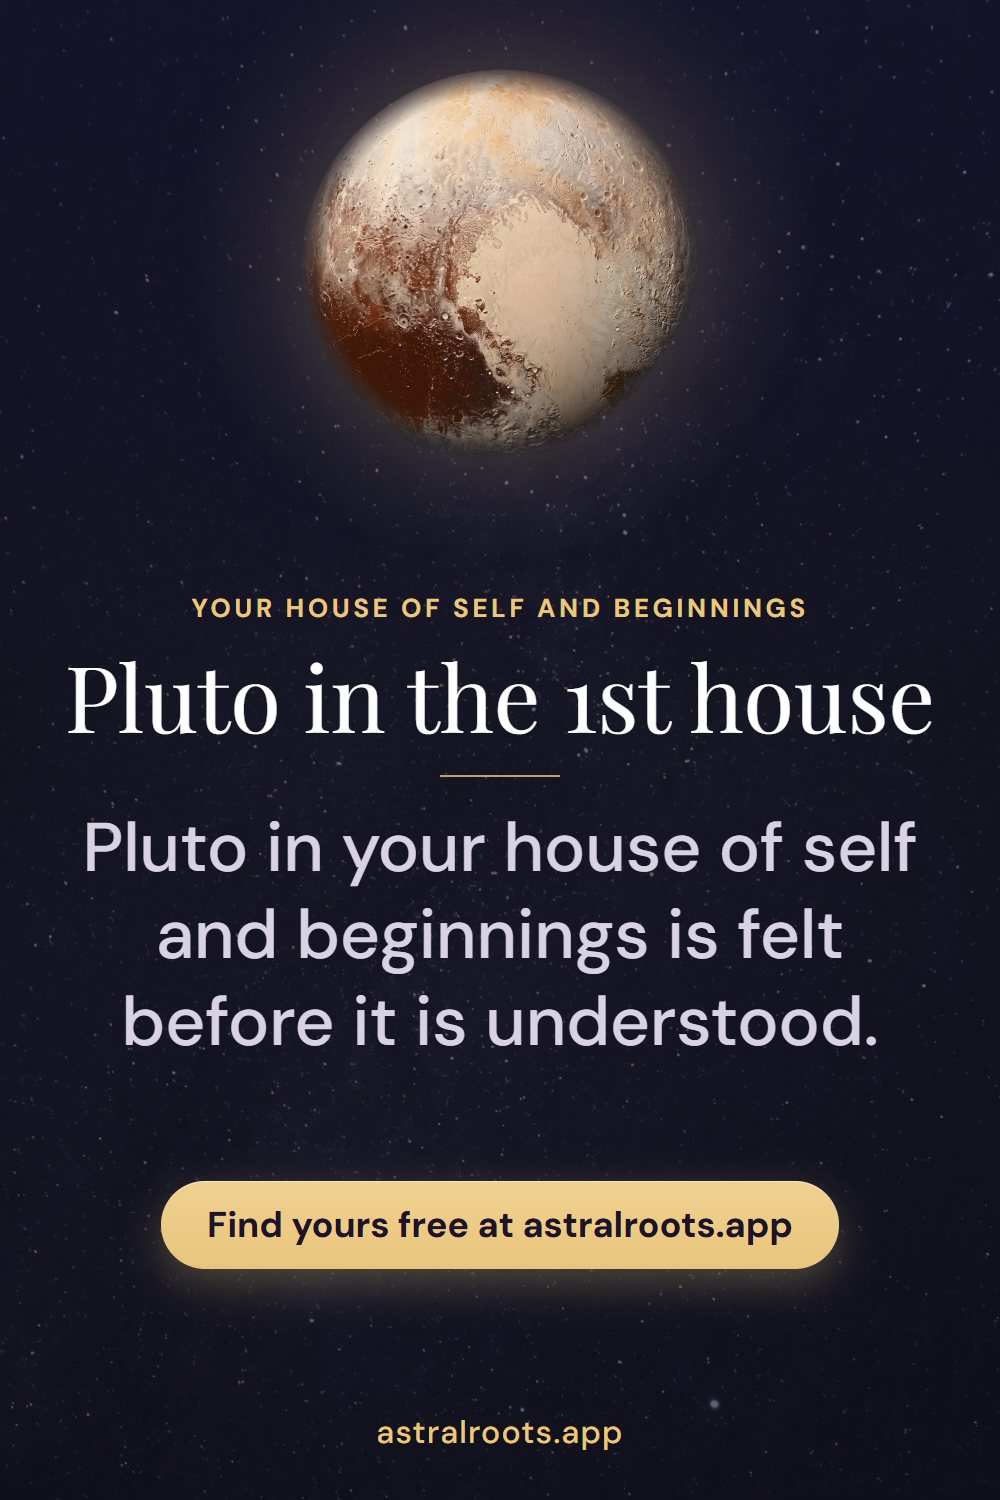 YOUR HOUSE OF SELF AND BEGINNINGS
Pluto in the 1st house
Pluto in your house of self
and beginnings is felt
before it is understood.
Find yours free at astralroots.app
astralroots.app